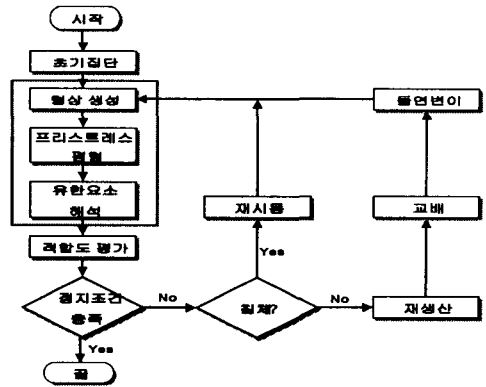 시작
초기집단
형상 생성
돌연변이
프리스트레스
평형
유한요소
해석
재시동
교배
적합도 평가
Yes
정지조건
충족
No
침체?
No
재생산
Yes
끝